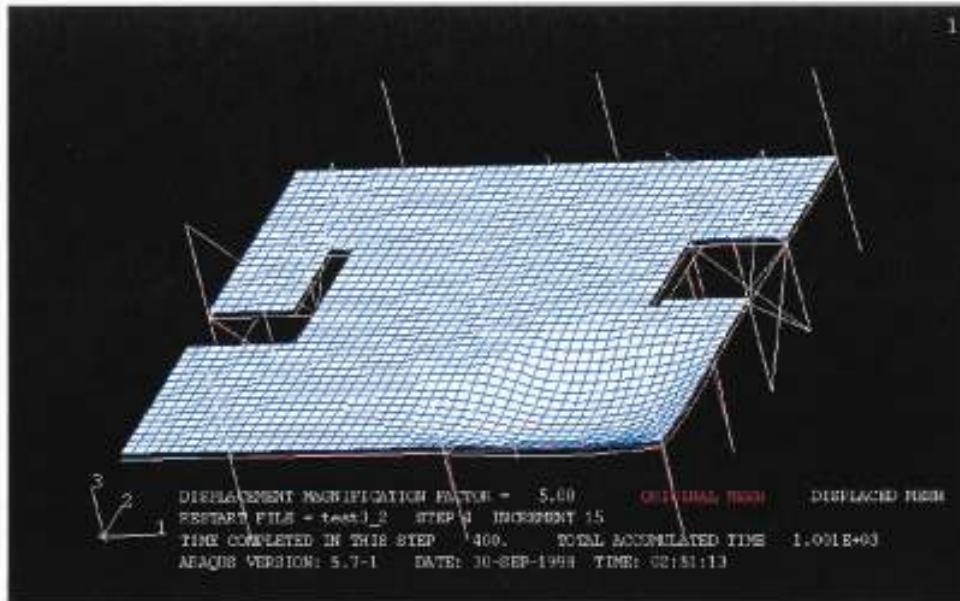 1
3
2
1
DISPLACEMENT MAGNIFICATION FACTOR = 5.00 ORIGINAL MESH DISPLACED MESH
RESTART FILE = test3_2 STEP 4 INCREMENT 15
TIME COMPLETED IN THIS STEP 400. TOTAL ACCUMULATED TIME 1.001E+03
ABAQUS VERSION: 5.7-1 DATE: 30-SEP-1998 TIME: 02:51:13